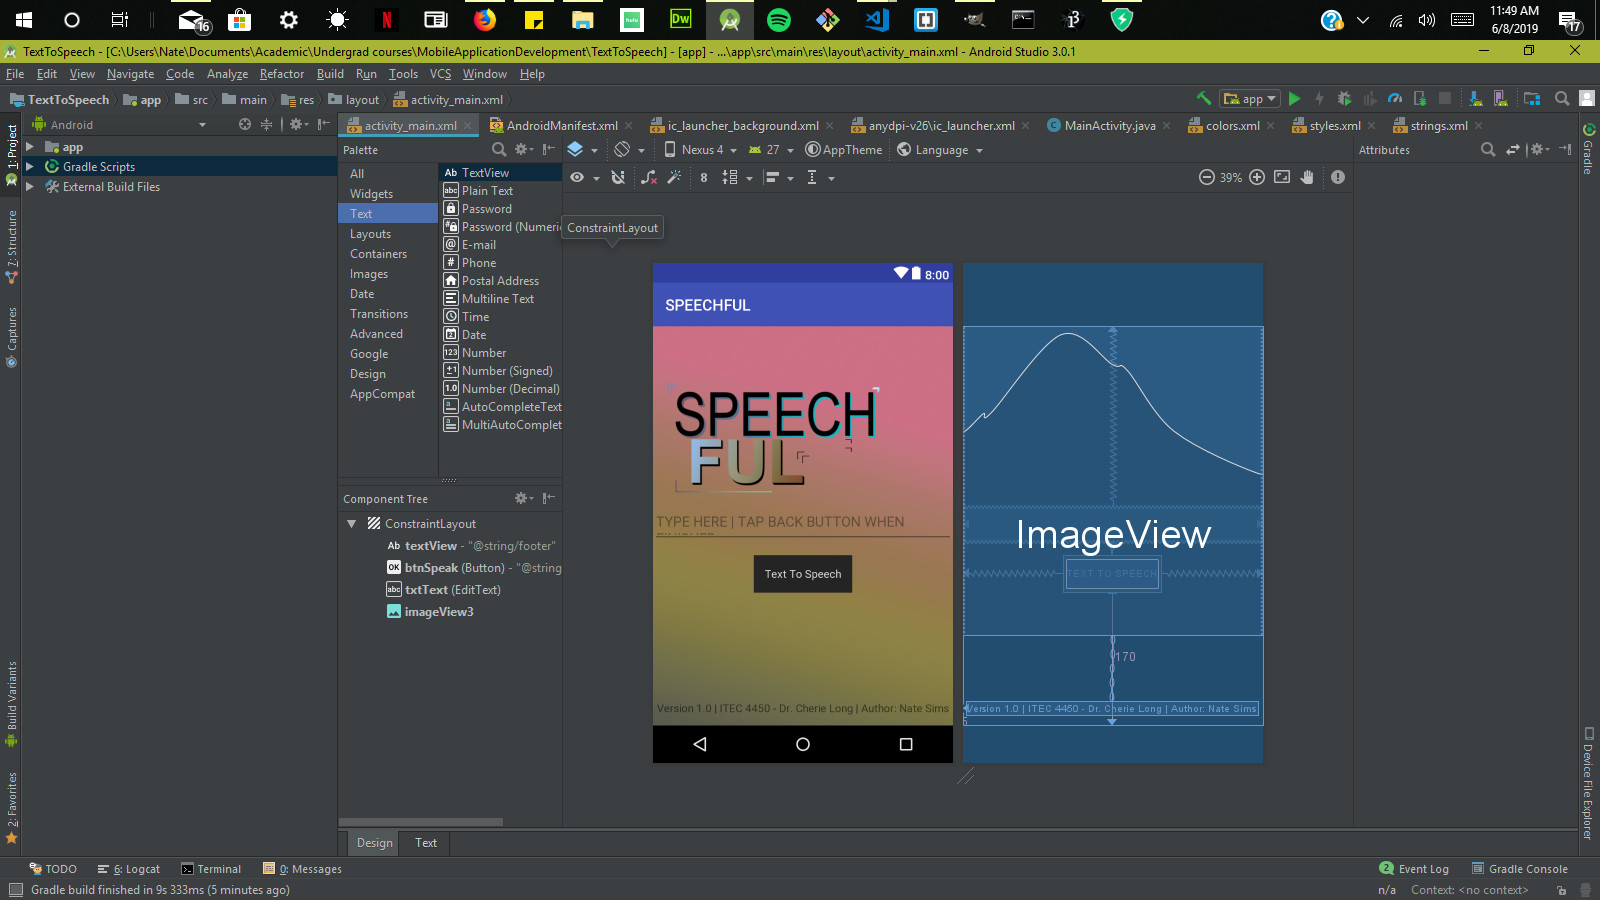 16
hulu
Dw
11:49 AM
6/8/2019
17
TextToSpeech - [C:\Users\Nate\Documents\Academic\Undergrad courses\MobileApplicationDevelopment\TextToSpeech] - [app] - ...\app\src\main\res\layout\activity_main.xml - Android Studio 3.0.1
File Edit View Navigate Code Analyze Refactor Build Run Tools VCS Window Help
TextToSpeech app src main res layout activity_main.xml
app
Android
activity_main.xml AndroidManifest.xml ic_launcher_background.xml anydpi-v26\ic_launcher.xml MainActivity.java colors.xml styles.xml strings.xml
1: Project
7: Structure
Captures
Build Variants
2: Favorites
app
Gradle Scripts
External Build Files
Palette
All
Widgets
Text
Layouts
Containers
Images
Date
Transitions
Advanced
Google
Design
AppCompat
Ab TextView
abc Plain Text
Password
Password (Numeric
@ E-mail
# Phone
Postal Address
Multiline Text
Time
Date
123 Number
±1 Number (Signed)
1.0 Number (Decimal)
AutoCompleteText
MultiAutoComplet
Component Tree
ConstraintLayout
Ab textView - "@string/footer"
OK btnSpeak (Button) - "@string
abc txtText (EditText)
imageView3
Nexus 4 27 AppTheme Language
8
39%
ConstraintLayout
8:00
SPEECHFUL
SPEECH
FUL
TYPE HERE | TAP BACK BUTTON WHEN
Text To Speech
Version 1.0 | ITEC 4450 - Dr. Cherie Long | Author: Nate Sims
ImageView
TEXT TO SPEECH
170
Version 1.0 | ITEC 4450 - Dr. Cherie Long | Author: Nate Sims
Attributes
Gradle
Device File Explorer
Design Text
TODO 6: Logcat Terminal 0: Messages
2 Event Log Gradle Console
Gradle build finished in 9s 333ms (5 minutes ago)
n/a Context: <no context>